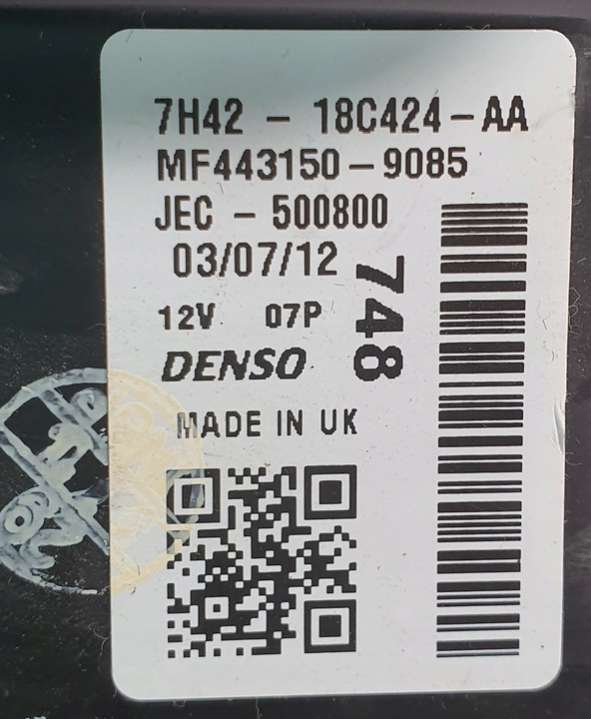 7H42 - 18C424-AA
MF443150-9085
JEC - 500800
03/07/12
748
12V 07P
DENSO
MADE IN UK